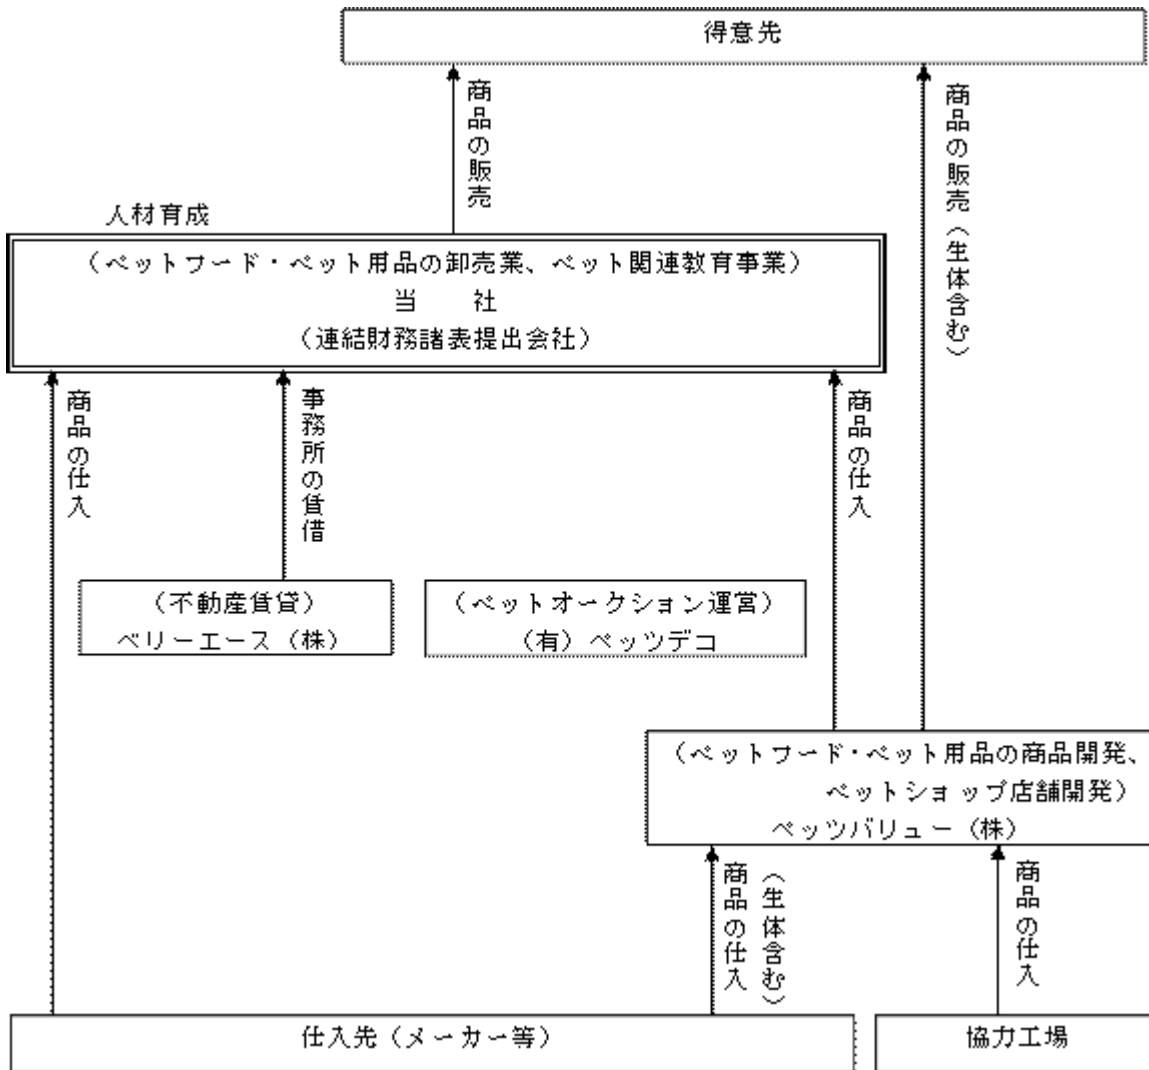 得意先
商品の販売
商品の販売(生体含む)
人材育成
(ペットフード・ペット用品の卸売業、ペット関連教育事業)
当 社
(連結財務諸表提出会社)
商品の仕入
事務所の賃借
商品の仕入
(不動産賃貸)
ペリーエース(株)
(ペットオークション運営)
(有)ペッツデコ
(ペットフード・ペット用品の商品開発、
ペットショップ店舗開発)
ペッツバリュー(株)
商品の仕入
(生体含む)
商品の仕入
仕入先(メーカー等)
協力工場